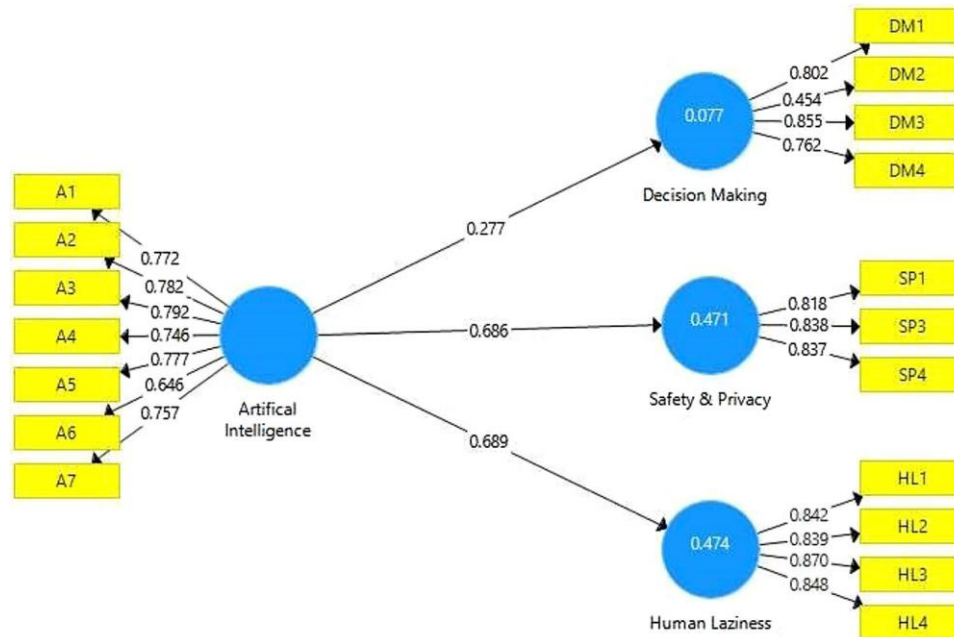 A1
A2
A3
A4
A5
A6
A7
0.772
0.782
0.792
0.746
0.777
0.646
0.757
Artifical
Intelligence
0.277
0.686
0.689
0.077
Decision Making
0.802
0.454
0.855
0.762
DM1
DM2
DM3
DM4
0.471
Safety & Privacy
0.818
0.838
0.837
SP1
SP3
SP4
0.474
Human Laziness
0.842
0.839
0.870
0.848
HL1
HL2
HL3
HL4